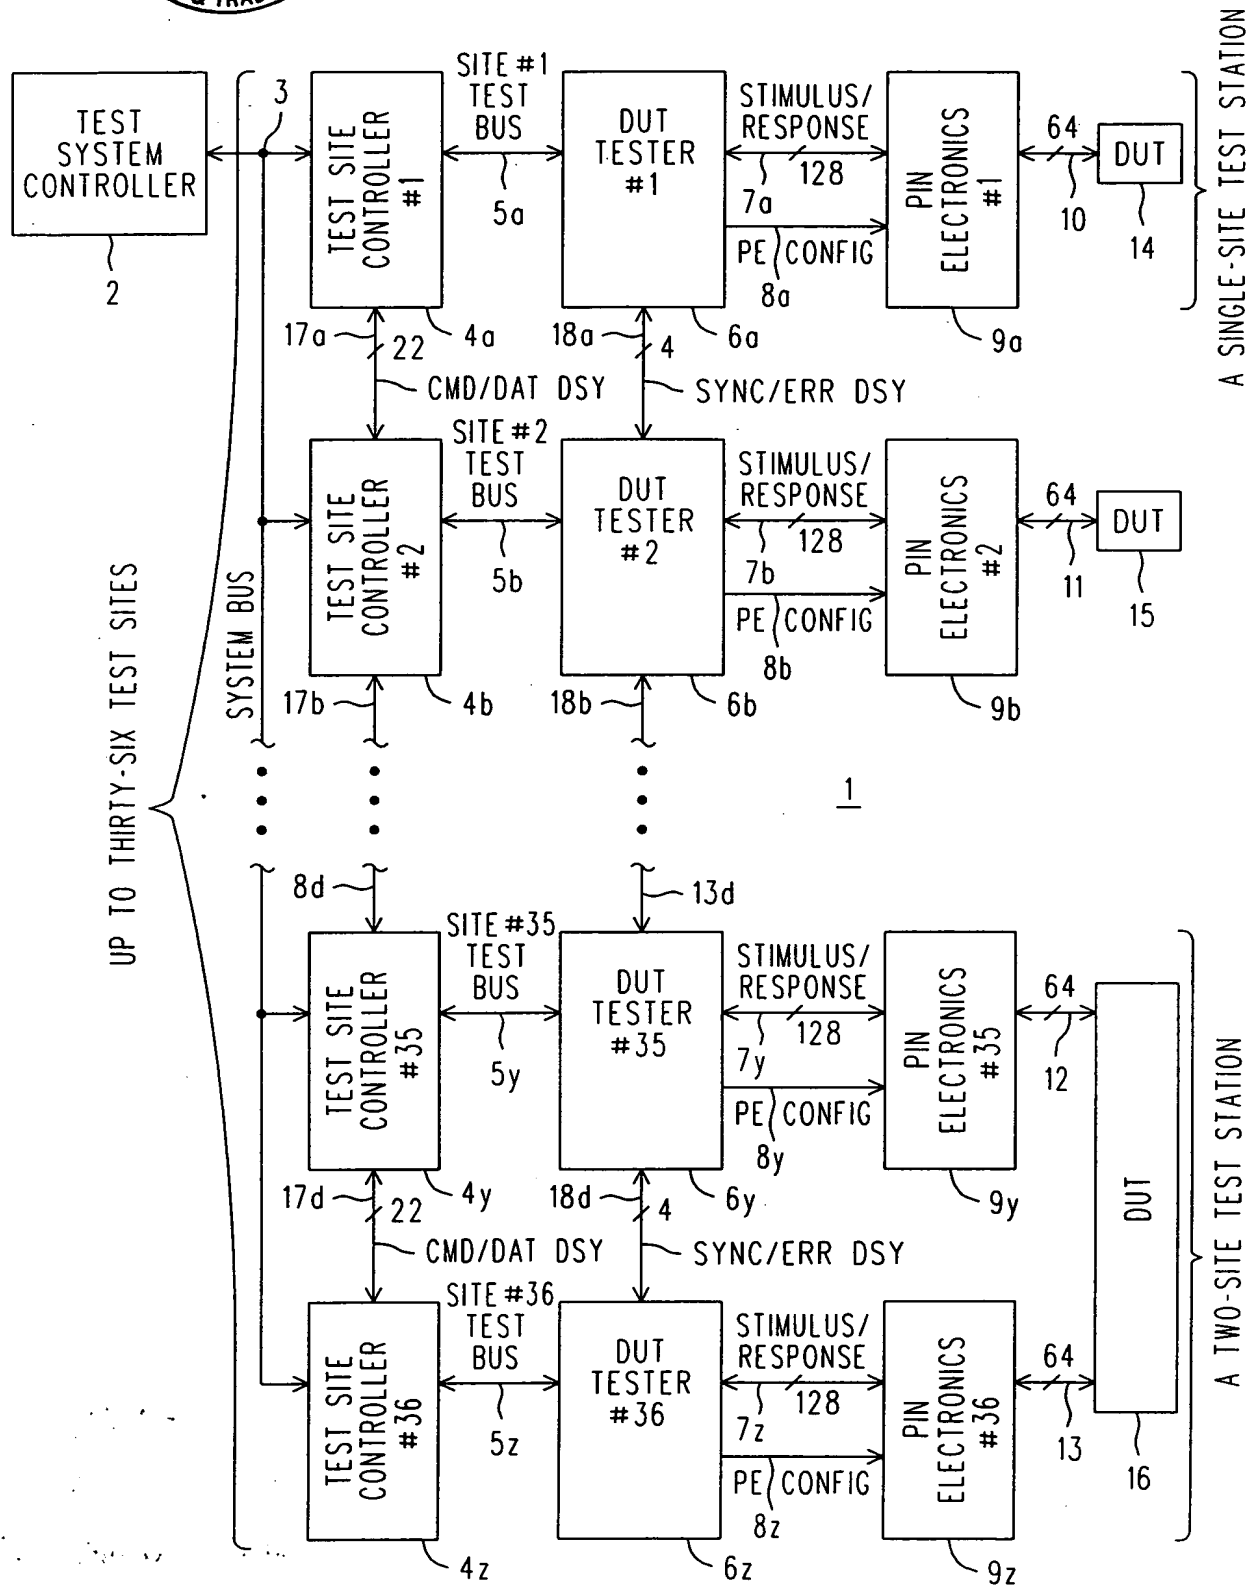 & TRAD
TEST
SYSTEM
CONTROLLER
2
3
TEST SITE
CONTROLLER
#1
SITE #1
TEST
BUS
5a
DUT
TESTER
#1
STIMULUS/
RESPONSE
128
7a
PE CONFIG
8a
PIN
ELECTRONICS
#1
64
10
DUT
14
A SINGLE-SITE TEST STATION
17a
22
4a
18a
4
6a
9a
CMD/DAT DSY
SYNC/ERR DSY
UP TO THIRTY-SIX TEST SITES
SYSTEM BUS
TEST SITE
CONTROLLER
#2
SITE #2
TEST
BUS
5b
DUT
TESTER
#2
STIMULUS/
RESPONSE
128
7b
PE CONFIG
8b
PIN
ELECTRONICS
#2
64
11
DUT
15
17b
4b
18b
6b
9b
1
8d
13d
TEST SITE
CONTROLLER
#35
SITE #35
TEST
BUS
5y
DUT
TESTER
#35
STIMULUS/
RESPONSE
128
7y
PE CONFIG
8y
PIN
ELECTRONICS
#35
64
12
DUT
A TWO-SITE TEST STATION
17d
22
4y
18d
4
6y
9y
CMD/DAT DSY
SYNC/ERR DSY
TEST SITE
CONTROLLER
#36
SITE #36
TEST
BUS
5z
DUT
TESTER
#36
STIMULUS/
RESPONSE
128
7z
PE CONFIG
8z
PIN
ELECTRONICS
#36
64
13
16
4z
6z
9z